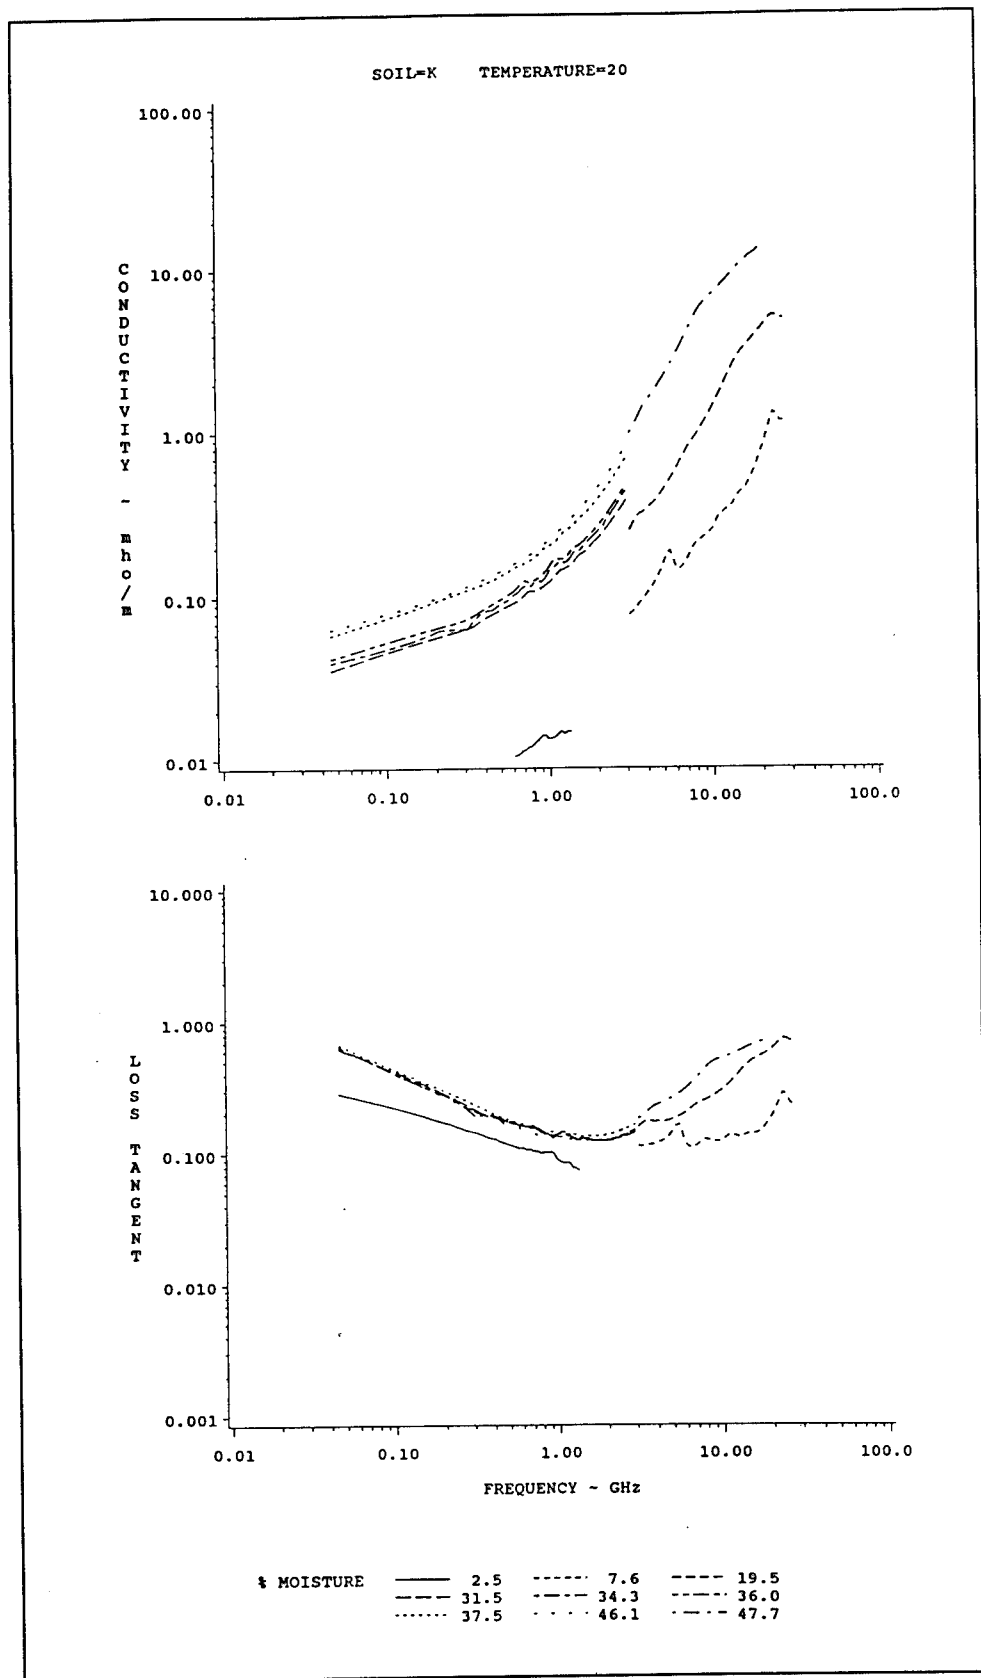 SOIL=K TEMPERATURE=20
100.00
10.00
1.00
0.10
0.01
CONDUCTIVITY ~ mho/m
0.01 0.10 1.00 10.00 100.0
10.000
1.000
0.100
0.010
0.001
LOSS TANGENT
0.01 0.10 1.00 10.00 100.0
FREQUENCY ~ GHz
% MOISTURE 2.5 7.6 19.5
31.5 34.3 36.0
37.5 46.1 47.7